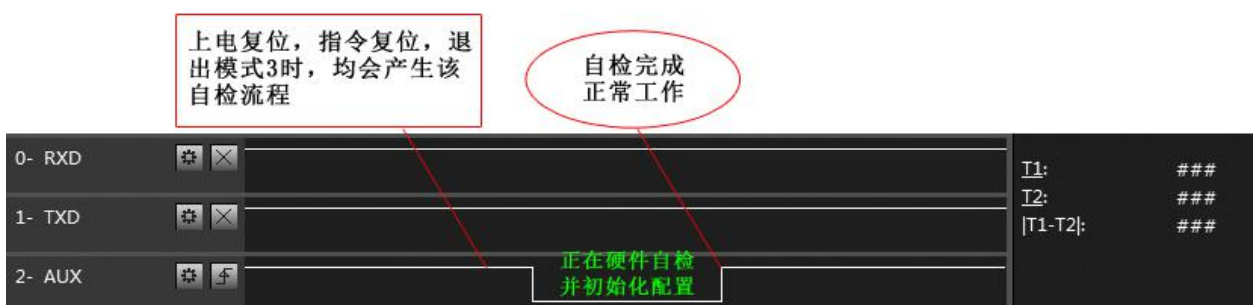 上电复位，指令复位，退
出模式3时，均会产生该
自检流程
自检完成
正常工作
0- RXD
T1: ###
T2: ###
1- TXD
|T1-T2|: ###
正在硬件自检
并初始化配置
2- AUX